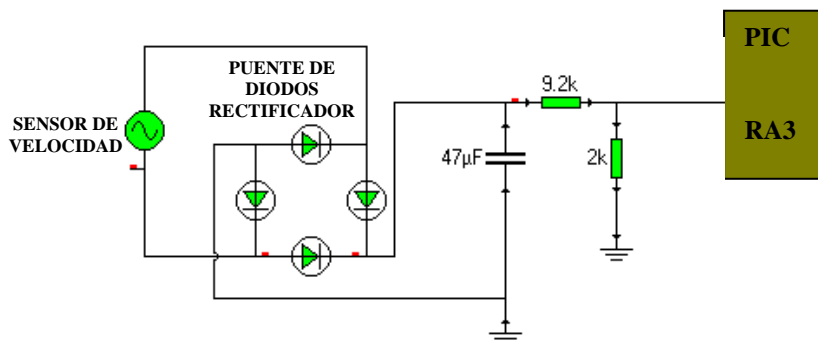 PIC
PUENTE DE
DIODOS
RECTIFICADOR
9.2k
SENSOR DE
VELOCIDAD
RA3
47µF
2k